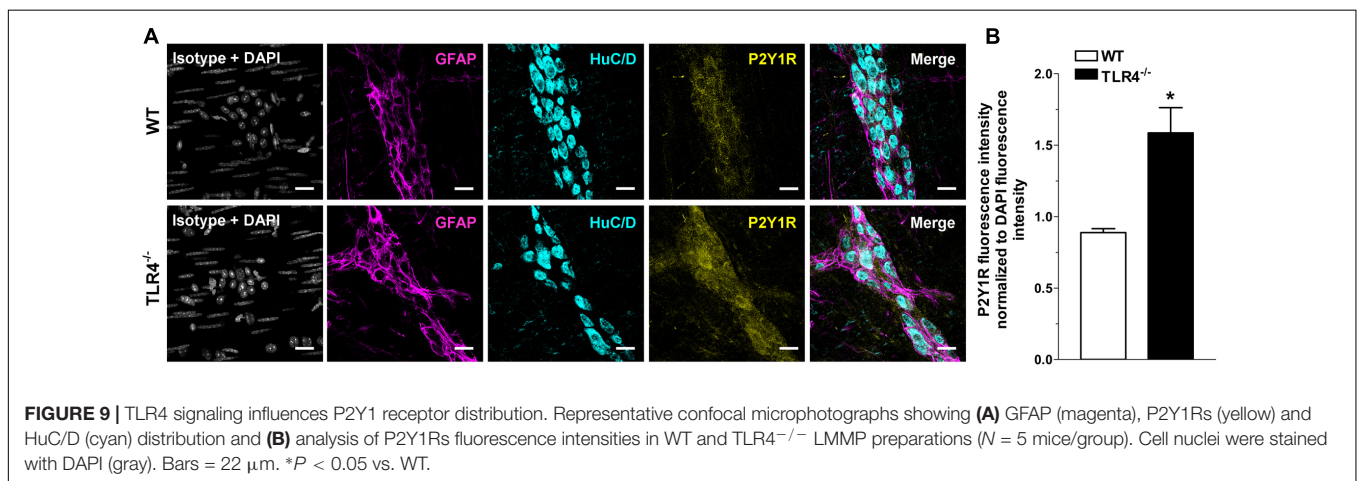 A
Isotype + DAPI
GFAP
HuC/D
P2Y1R
Merge
WT
Isotype + DAPI
GFAP
HuC/D
P2Y1R
Merge
TLR4-/-
B
WT
TLR4-/-
P2Y1R fluorescence intensity
normalized to DAPI fluorescence
intensity
2.0
1.5
1.0
0.5
0.0
*
FIGURE 9 | TLR4 signaling influences P2Y1 receptor distribution. Representative confocal microphotographs showing (A) GFAP (magenta), P2Y1Rs (yellow) and
HuC/D (cyan) distribution and (B) analysis of P2Y1Rs fluorescence intensities in WT and TLR4−/− LMMP preparations (N = 5 mice/group). Cell nuclei were stained
with DAPI (gray). Bars = 22 μm. *P < 0.05 vs. WT.